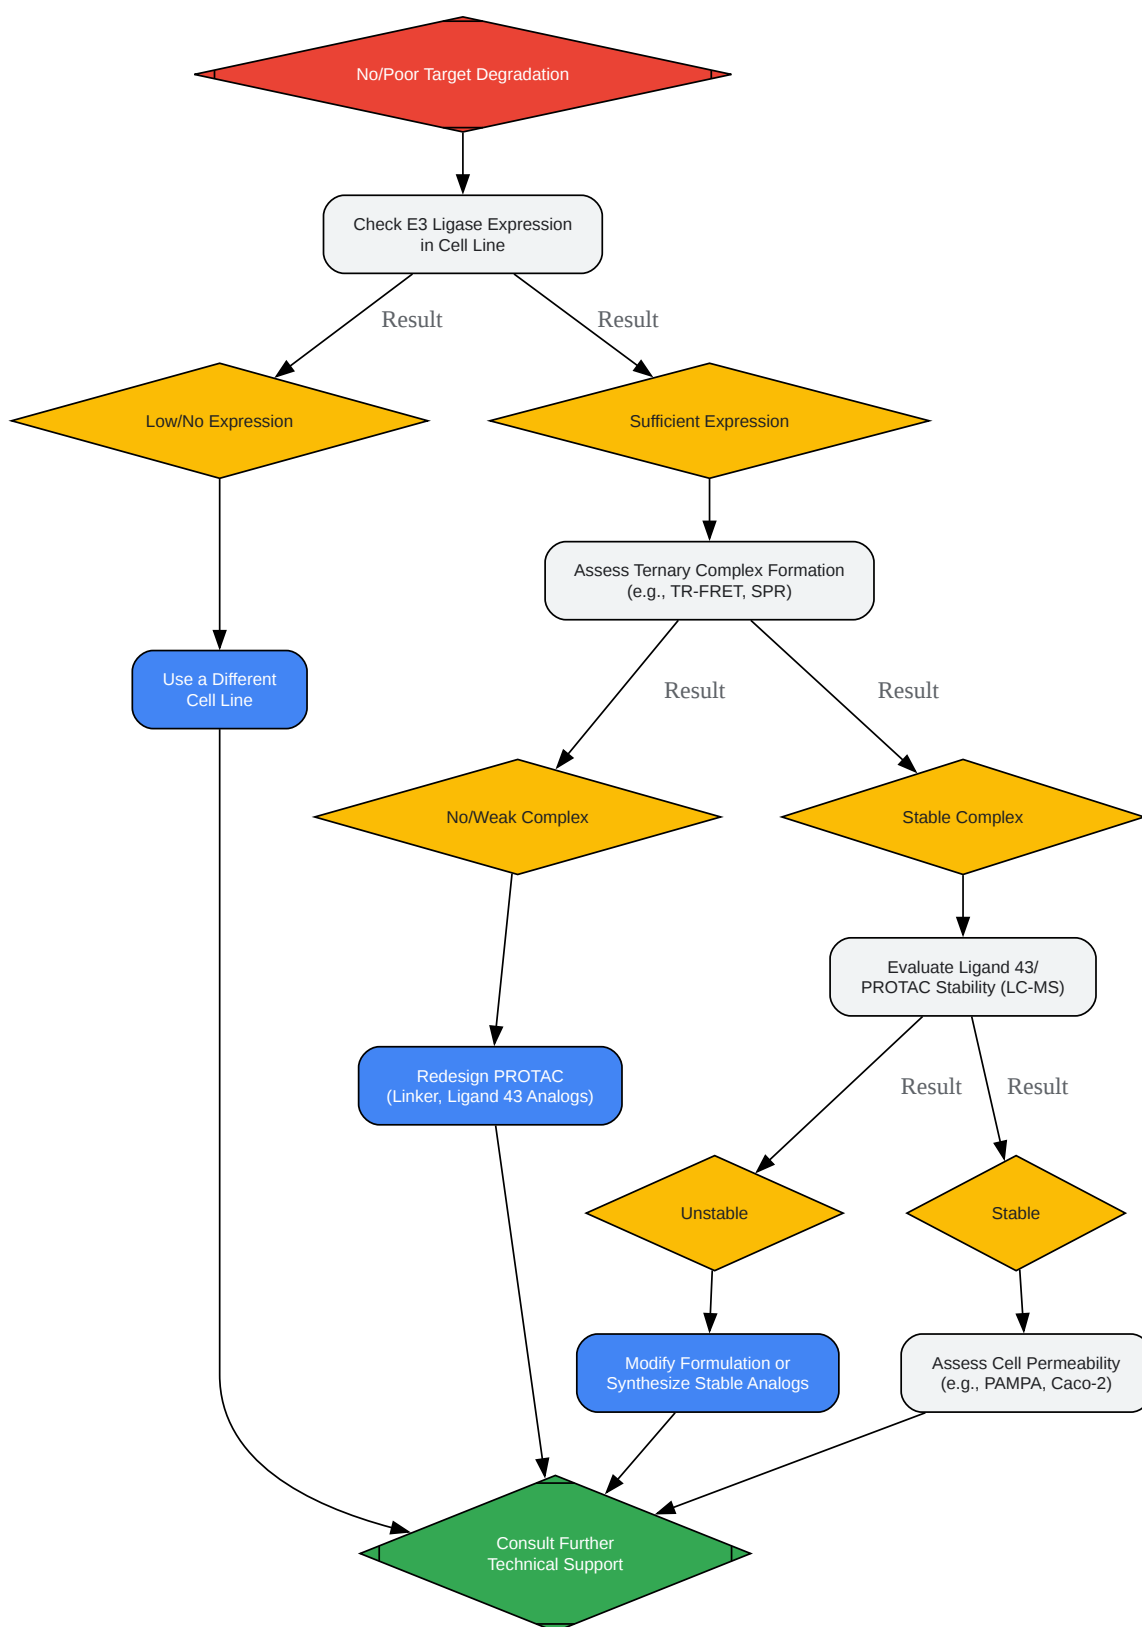 No/Poor Target Degradation
Check E3 Ligase Expression
in Cell Line
Result
Result
Low/No Expression
Sufficient Expression
Assess Ternary Complex Formation
(e.g., TR-FRET, SPR)
Use a Different
Cell Line
Result
Result
No/Weak Complex
Stable Complex
Evaluate Ligand 43/
PROTAC Stability (LC-MS)
Redesign PROTAC
(Linker, Ligand 43 Analogs)
Result
Result
Unstable
Stable
Modify Formulation or
Synthesize Stable Analogs
Assess Cell Permeability
(e.g., PAMPA, Caco-2)
Consult Further
Technical Support